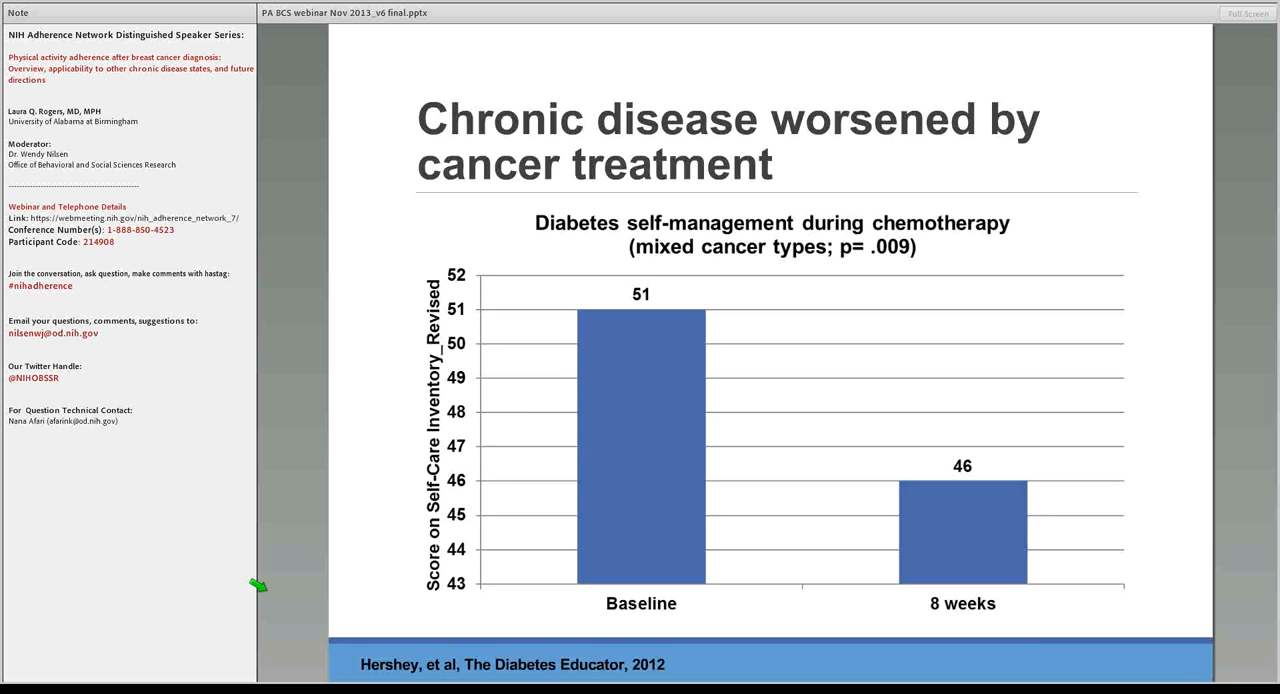 Note
NIH Adherence Network Distinguished Speaker Series:
Physical activity adherence after breast cancer diagnosis:
Overview, applicability to other chronic disease states, and future
directions
Laura Q. Rogers, MD, MPH
University of Alabama at Birmingham
Moderator:
Dr. Wendy Nilsen
Office of Behavioral and Social Sciences Research
------------------------------------------------
Webinar and Telephone Details
Link: https://webmeeting.nih.gov/nih_adherence_network_7/
Conference Number(s): 1-888-850-4523
Participant Code: 214908
Join the conversation, ask question, make comments with hastag:
#nihadherence
Email your questions, comments, suggestions to:
nilsenwj@od.nih.gov
Our Twitter Handle:
@NIHOBSSR
For Question Technical Contact:
Nana Afari (afarink@od.nih.gov)
PA BCS webinar Nov 2013_v6 final.pptx
Full Screen
Chronic disease worsened by
cancer treatment
Diabetes self-management during chemotherapy
(mixed cancer types; p= .009)
Score on Self-Care Inventory_Revised
52
51
50
49
48
47
46
45
44
43
51
46
Baseline
8 weeks
Hershey, et al, The Diabetes Educator, 2012